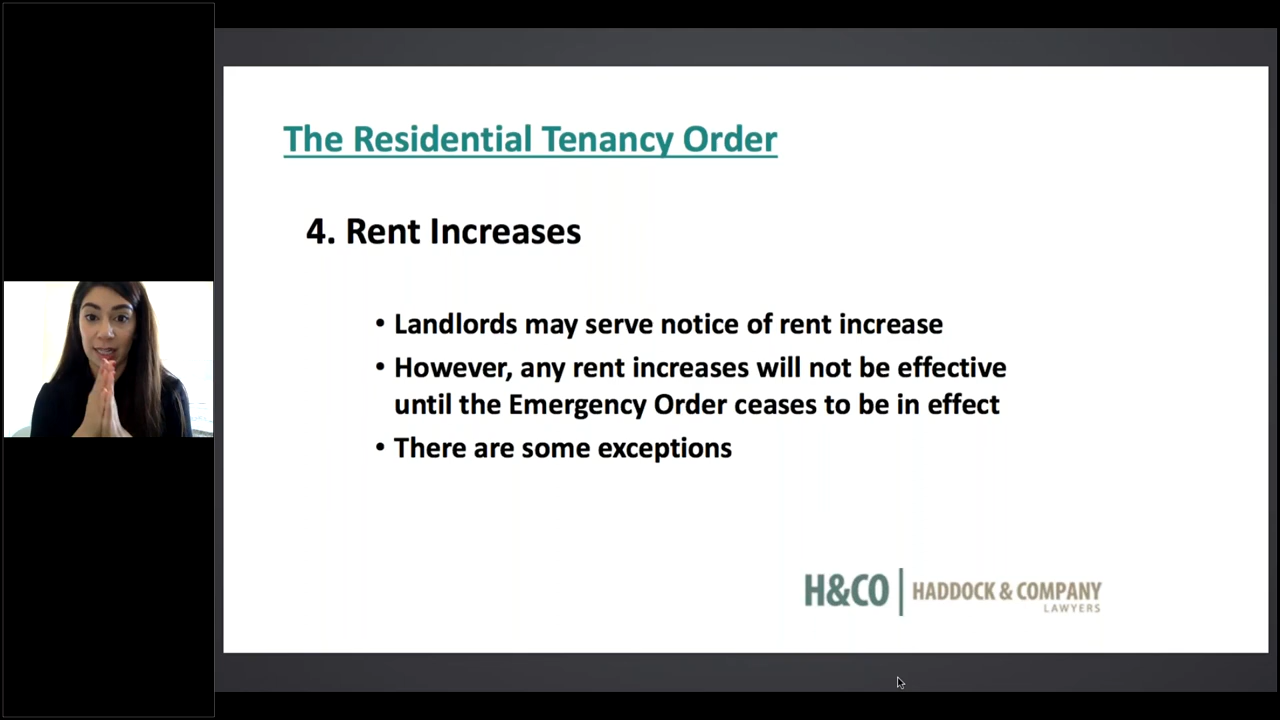 The Residential Tenancy Order
4. Rent Increases
• Landlords may serve notice of rent increase
• However, any rent increases will not be effective
until the Emergency Order ceases to be in effect
• There are some exceptions
H&CO | HADDOCK & COMPANY
LAWYERS